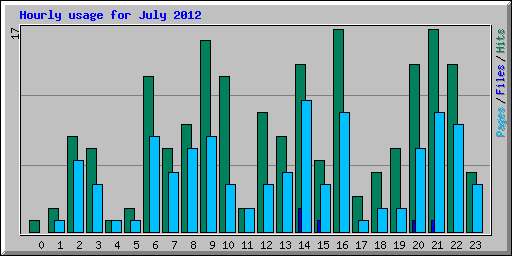 Hourly usage for July 2012
17
Pages/Files/Hits
0 1 2 3 4 5 6 7 8 9 10 11 12 13 14 15 16 17 18 19 20 21 22 23